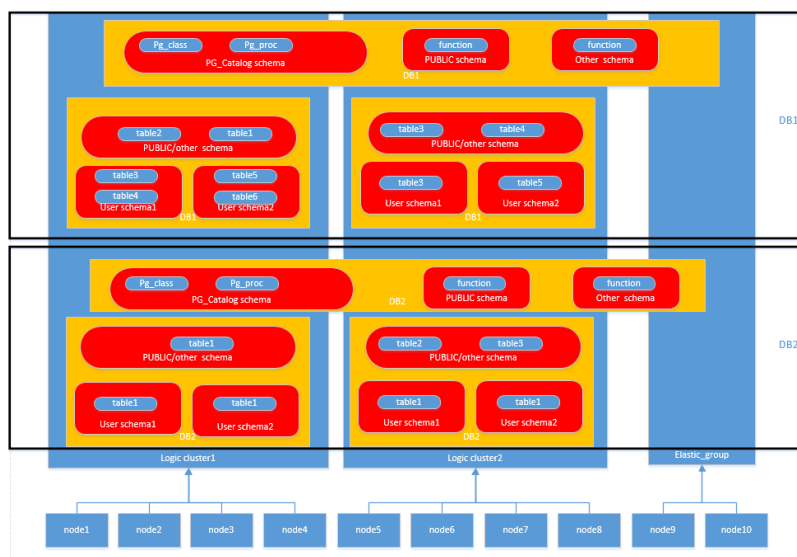 Pg_class Pg_proc
PG_Catalog schema
function
PUBLIC schema
function
Other schema
DB1
DB1
table2 table1
PUBLIC/other schema
table3
table4
User schema1
table5
table6
User schema2
DB1
table3 table4
PUBLIC/other schema
table3
User schema1
table5
User schema2
DB1
Pg_class Pg_proc
PG_Catalog schema
DB2
function
PUBLIC schema
function
Other schema
DB2
table1
PUBLIC/other schema
table1
User schema1
table1
User schema2
DB2
table2 table3
PUBLIC/other schema
table1
User schema1
table1
User schema2
DB2
Logic cluster1
Logic cluster2
Elastic_group
node1 node2 node3 node4 node5 node6 node7 node8 node9 node10